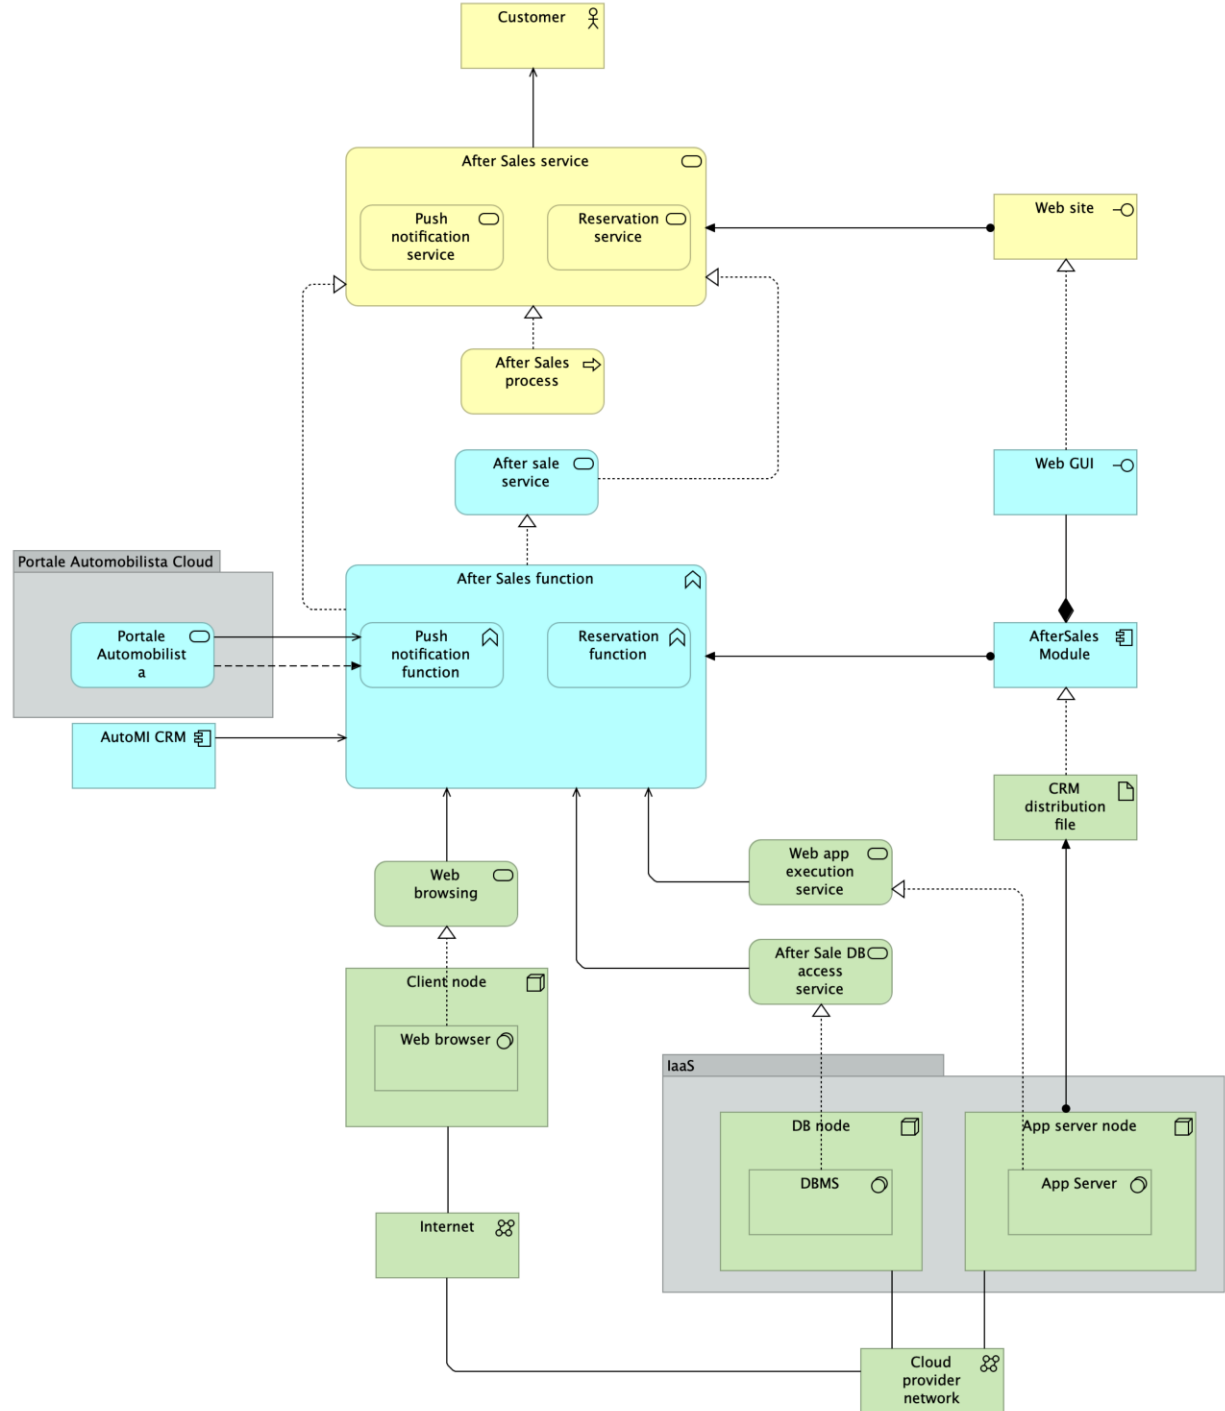 Customer
After Sales service
Push
notification
service
Reservation
service
Web site
After Sales
process
After sale
service
Web GUI
Portale Automobilista Cloud
Portale
Automobilist
a
After Sales function
Push
notification
function
Reservation
function
AfterSales
Module
AutoMI CRM
CRM
distribution
file
Web app
execution
service
Web
browsing
After Sale DB
access
service
Client node
Web browser
IaaS
DB node
DBMS
App server node
App Server
Internet
Cloud
provider
network